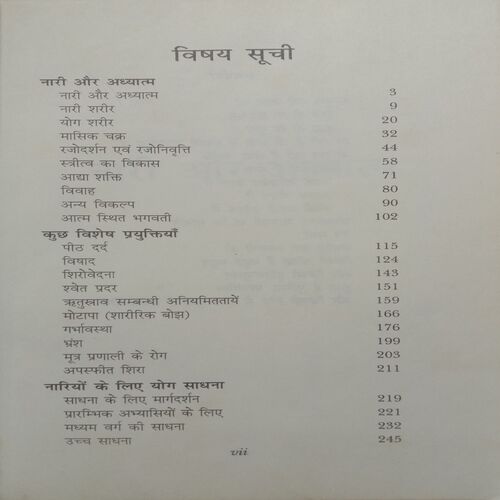 विषय सूची
नारी और अध्यात्म
नारी और अध्यात्म 3
नारी शरीर 9
योग शरीर 20
मासिक चक्र 32
रजोदर्शन एवं रजोनिवृत्ति 44
स्त्रीत्व का विकास 58
आद्या शक्ति 71
विवाह 80
अन्य विकल्प 90
आत्म स्थित भगवती 102
कुछ विशेष प्रयुक्तियाँ
पीठ दर्द 115
विषाद 124
शिरोवेदना 143
श्वेत प्रदर 151
ऋतुस्राव सम्बन्धी अनियमिततायें 159
मोटापा (शारीरिक बोझ) 166
गर्भावस्था 176
भ्रंश 199
मूत्र प्रणाली के रोग 203
अपस्फीत शिरा 211
नारियों के लिए योग साधना
साधना के लिए मार्गदर्शन 219
प्रारम्भिक अभ्यासियों के लिए 221
मध्यम वर्ग की साधना 232
उच्च साधना 245
vii